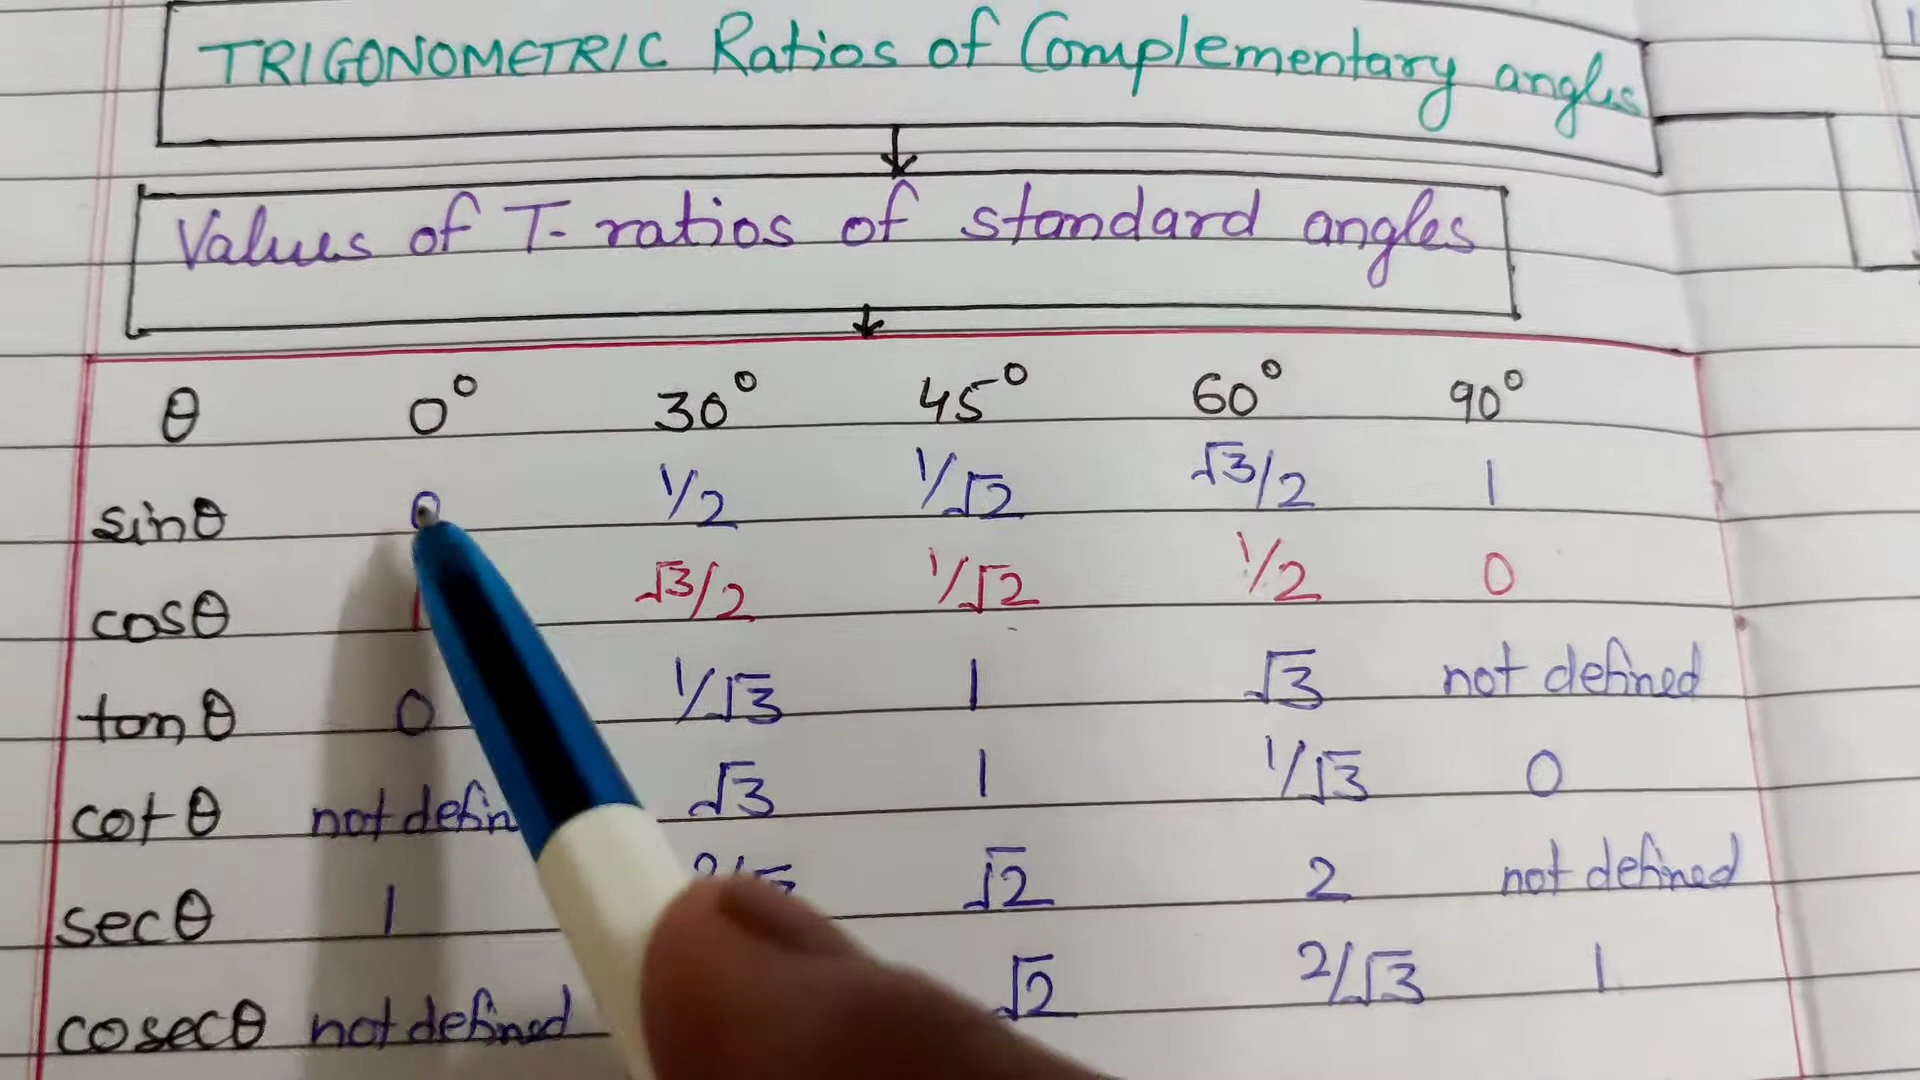 TRIGONOMETRIC Ratios of Complementary angles
Values of T-ratios of standard angles
θ 0° 30° 45° 60° 90°
sinθ 0 1/2 1/√2 √3/2 1
cosθ √3/2 1/√2 1/2 0
tanθ 0 1/√3 1 √3 not defined
cotθ not defin √3 1 1/√3 0
secθ 1 √2 2 not defined
cosecθ not defined √2 2/√3 1